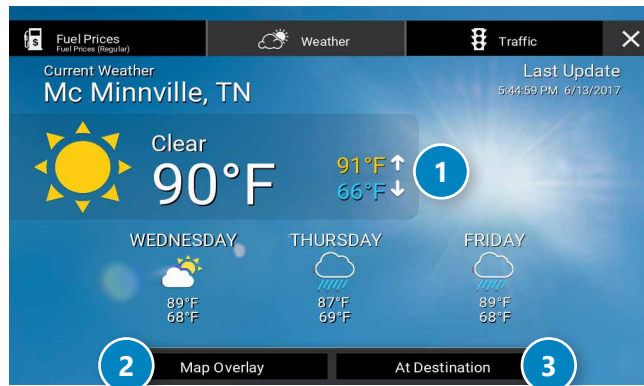 Fuel Prices
Fuel Prices (Regular)
Weather
Traffic
Current Weather
Mc Minnville, TN
Last Update
5:44:59 PM 6/13/2017
Clear
90°F
91°F
66°F
1
WEDNESDAY
THURSDAY
FRIDAY
89°F
68°F
87°F
69°F
89°F
68°F
2
Map Overlay
At Destination
3